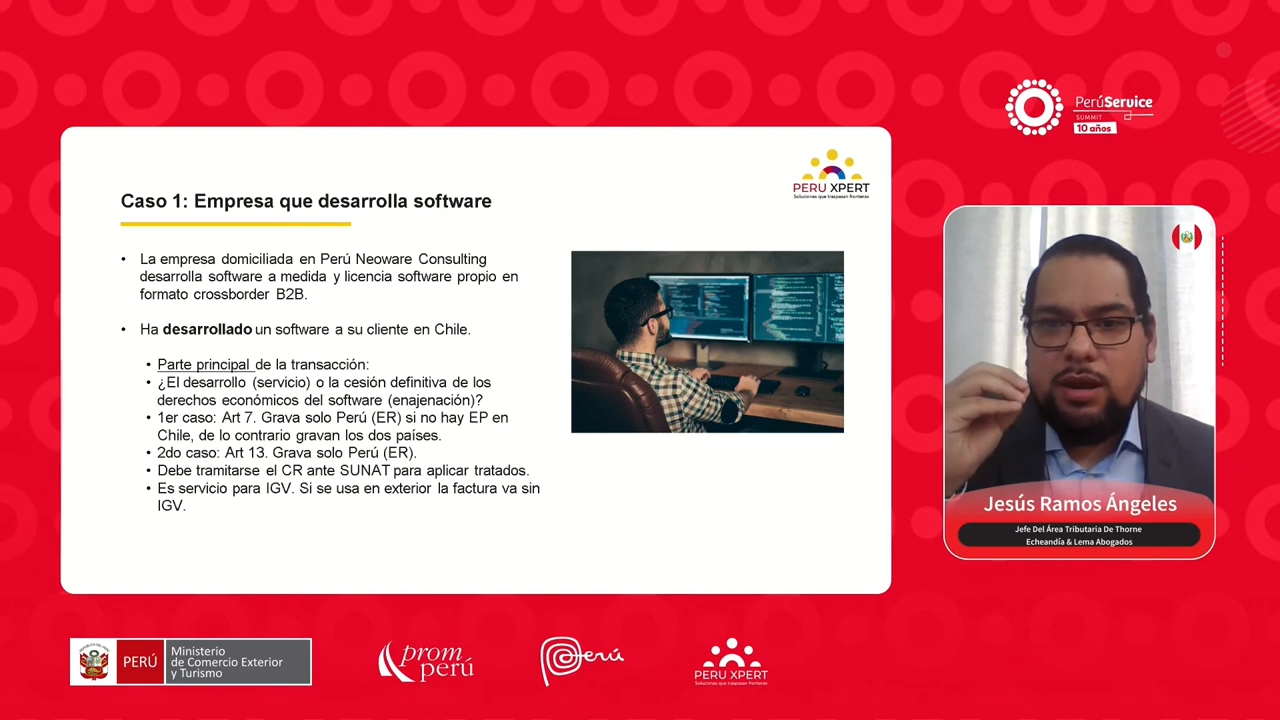 PerúService
SUMMIT
10 años
PERU XPERT
Soluciones que traspasan fronteras
Caso 1: Empresa que desarrolla software
• La empresa domiciliada en Perú Neoware Consulting
desarrolla software a medida y licencia software propio en
formato crossborder B2B.
• Ha desarrollado un software a su cliente en Chile.
• Parte principal de la transacción:
• ¿El desarrollo (servicio) o la cesión definitiva de los
derechos económicos del software (enajenación)?
• 1er caso: Art 7. Grava solo Perú (ER) si no hay EP en
Chile, de lo contrario gravan los dos países.
• 2do caso: Art 13. Grava solo Perú (ER).
• Debe tramitarse el CR ante SUNAT para aplicar tratados.
• Es servicio para IGV. Si se usa en exterior la factura va sin
IGV.
Jesús Ramos Ángeles
Jefe Del Área Tributaria De Thorne
Echeandía & Lema Abogados
PERÚ
Ministerio
de Comercio Exterior
y Turismo
prom
perú
Perú
PERU XPERT
Soluciones que traspasan fronteras